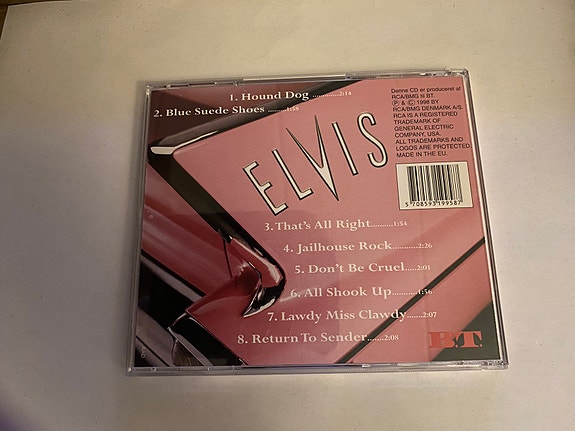 1. Hound Dog ............2:14
2. Blue Suede Shoes ........1:58
ELVIS
3. That's All Right..........1:54
4. Jailhouse Rock..........2:26
5. Don't Be Cruel.....2:01
6. All Shook Up...........1:56
7. Lawdy Miss Clawdy.......2:07
8. Return To Sender.......2:08
Denne CD er produceret af
RCA/BMG til BT.
Ⓟ & © 1998 BY
RCA/BMG DENMARK A/S.
RCA IS A REGISTERED
TRADEMARK OF
GENERAL ELECTRIC
COMPANY, USA.
ALL TRADEMARKS AND
LOGOS ARE PROTECTED
MADE IN THE EU.
5 708593 199587
B.T.